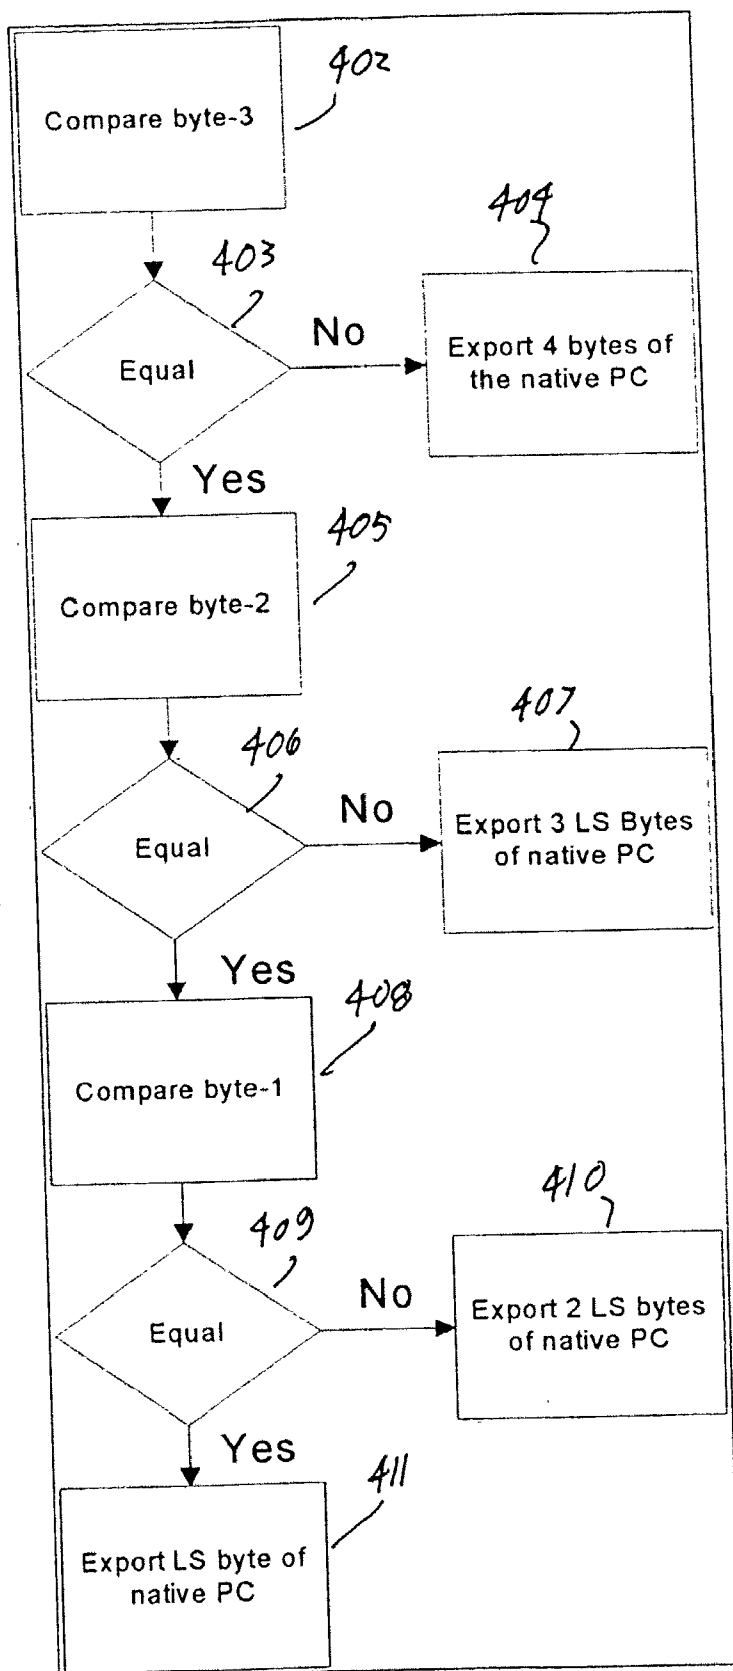 402
Compare byte-3
404
403
No
Export 4 bytes of
the native PC
Equal
Yes
405
Compare byte-2
407
406
No
Export 3 LS Bytes
of native PC
Equal
Yes
408
Compare byte-1
410
409
No
Export 2 LS bytes
of native PC
Equal
Yes
411
Export LS byte of
native PC